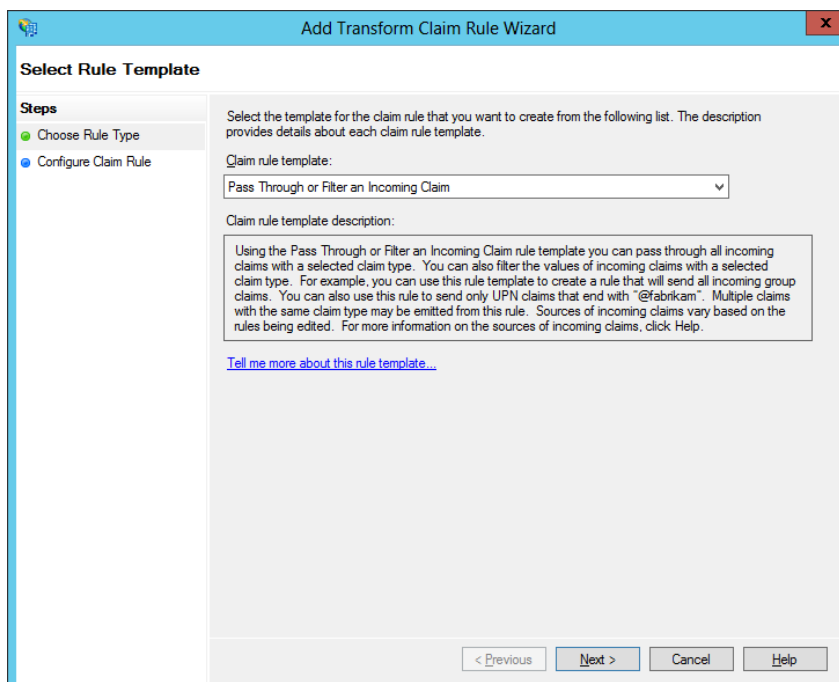 Add Transform Claim Rule Wizard
x
Select Rule Template
Steps
Choose Rule Type
Configure Claim Rule
Select the template for the claim rule that you want to create from the following list. The description
provides details about each claim rule template.
Claim rule template:
Pass Through or Filter an Incoming Claim
Claim rule template description:
Using the Pass Through or Filter an Incoming Claim rule template you can pass through all incoming
claims with a selected claim type. You can also filter the values of incoming claims with a selected
claim type. For example, you can use this rule template to create a rule that will send all incoming group
claims. You can also use this rule to send only UPN claims that end with "@fabrikam". Multiple claims
with the same claim type may be emitted from this rule. Sources of incoming claims vary based on the
rules being edited. For more information on the sources of incoming claims, click Help.
Tell me more about this rule template...
< Previous
Next >
Cancel
Help